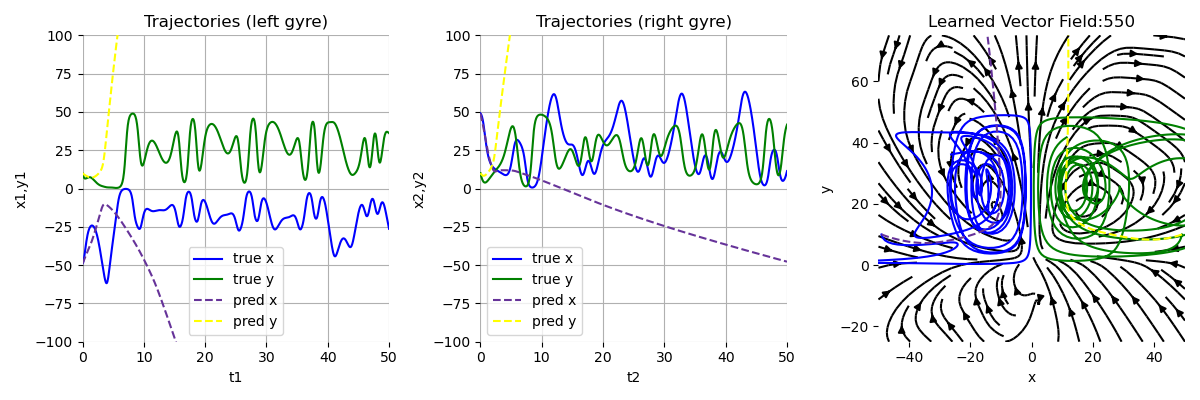 Trajectories (left gyre)
100
75
50
25
0
−25
−50
−75
−100
x1,y1
0
10
20
30
40
50
t1
true x
true y
pred x
pred y
Trajectories (right gyre)
100
75
50
25
0
−25
−50
−75
−100
x2,y2
0
10
20
30
40
50
t2
true x
true y
pred x
pred y
Learned Vector Field:550
60
40
20
0
−20
y
−40
−20
0
20
40
x